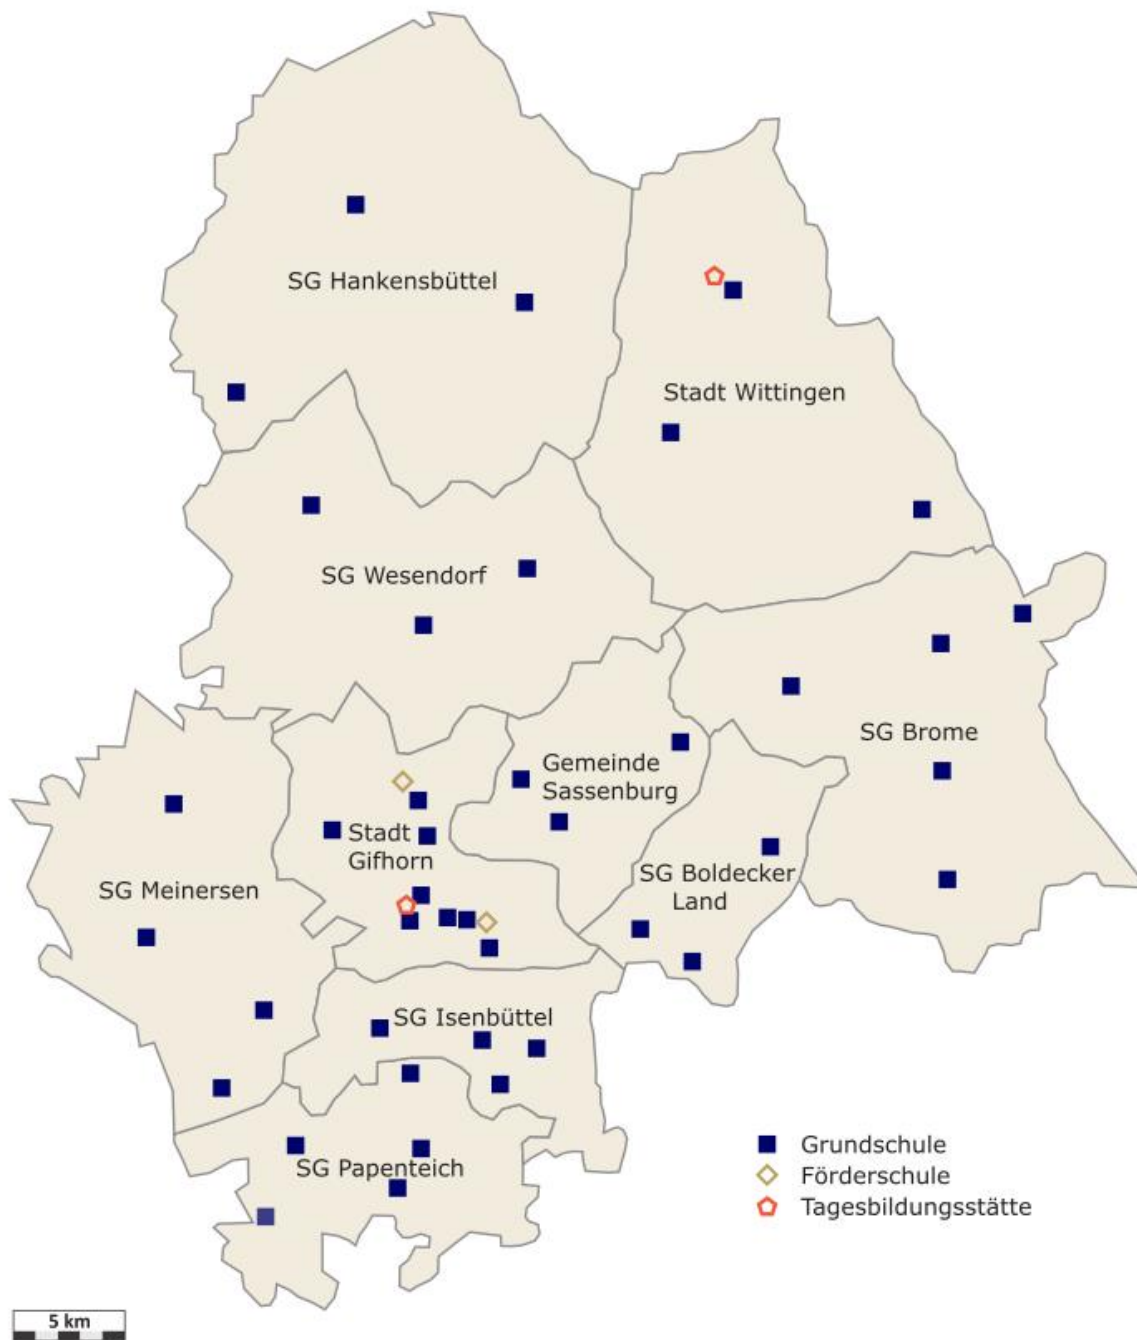 SG Hankensbüttel
Stadt Wittingen
SG Wesendorf
SG Brome
Gemeinde
Sassenburg
Stadt
Gifhorn
SG Boldecker
Land
SG Meinersen
SG Isenbüttel
SG Papenteich
Grundschule
Förderschule
Tagesbildungsstätte
5 km